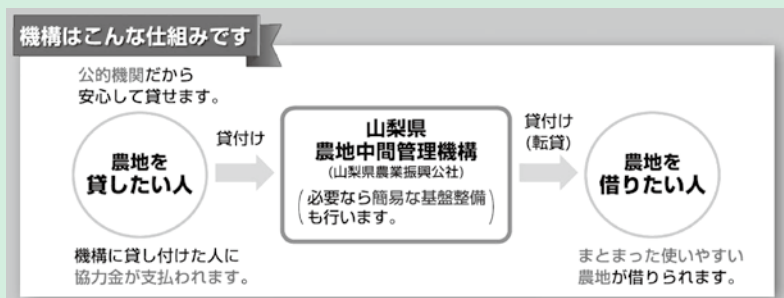 機構はこんな仕組みです
公的機関だから
安心して貸せます。
農地を
貸したい人
機構に貸し付けた人に
協力金が支払われます。
貸付け
山梨県
農地中間管理機構
(山梨県農業振興公社)
(必要なら簡易な基盤整備
も行います。)
貸付け
(転貸)
農地を
借りたい人
まとまった使いやすい
農地が借りられます。